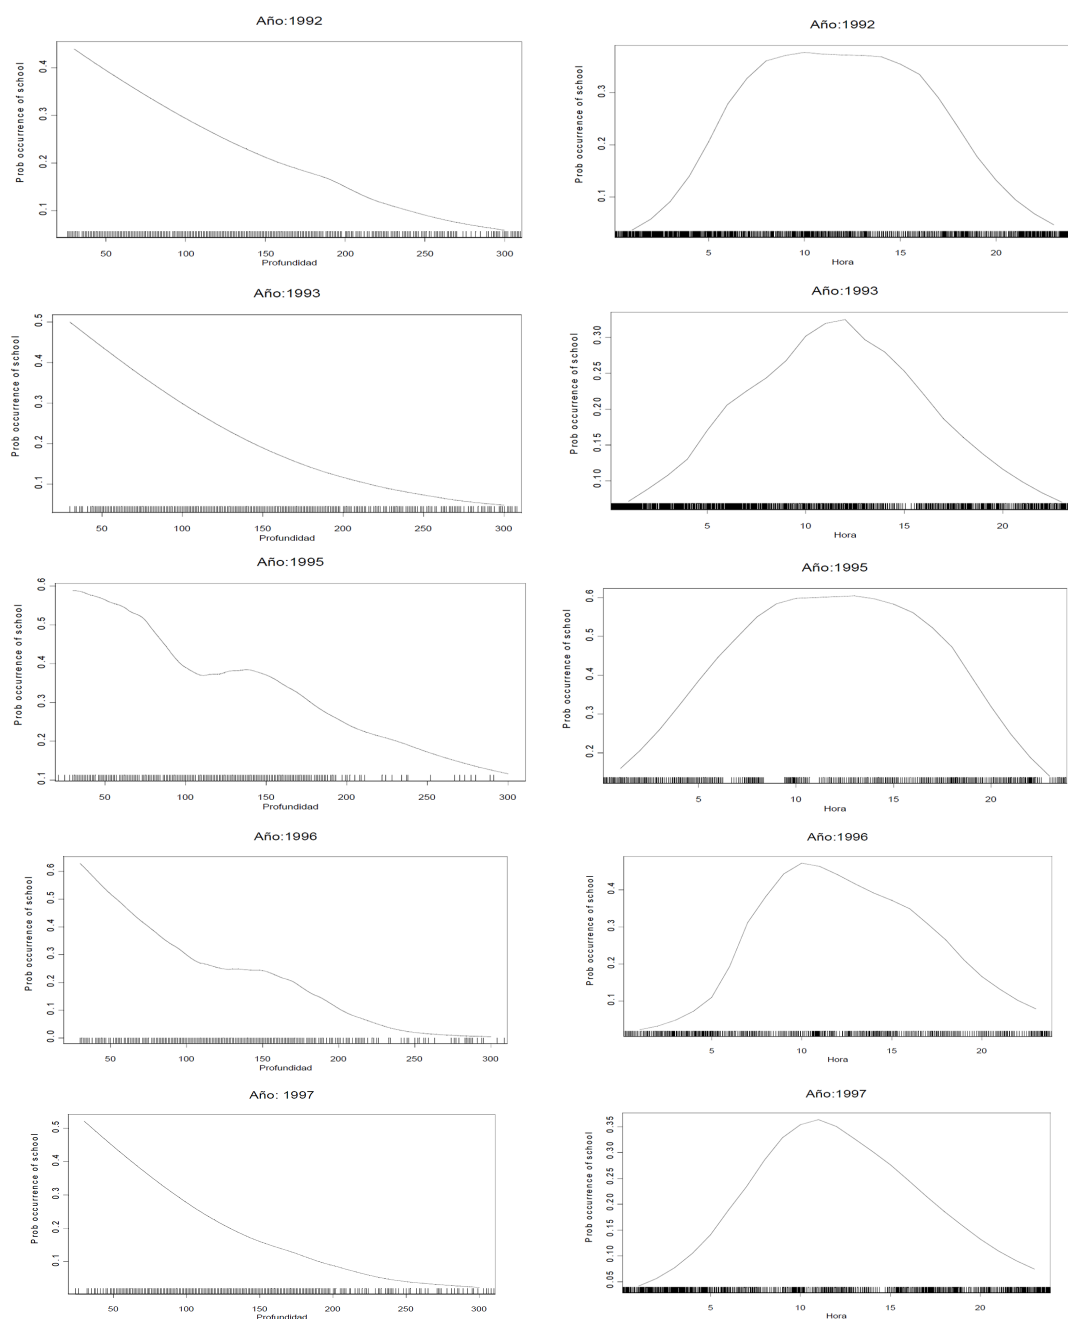 Año:1992
Prob occurrence of school
0.4
0.3
0.2
0.1
50 100 150 200 250 300
Profundidad
Año:1992
Prob occurrence of school
0.3
0.2
0.1
5 10 15 20
Hora
Año:1993
Prob occurrence of school
0.5
0.4
0.3
0.2
0.1
50 100 150 200 250 300
Profundidad
Año:1993
Prob occurrence of school
0.30
0.25
0.20
0.15
0.10
5 10 15 20
Hora
Año:1995
Prob occurrence of school
0.6
0.5
0.4
0.3
0.2
0.1
50 100 150 200 250 300
Profundidad
Año:1995
Prob occurrence of school
0.6
0.5
0.4
0.3
0.2
5 10 15 20
Hora
Año:1996
Prob occurrence of school
0.6
0.5
0.4
0.3
0.2
0.1
0.0
50 100 150 200 250 300
Profundidad
Año:1996
Prob occurrence of school
0.4
0.3
0.2
0.1
5 10 15 20
Hora
Año: 1997
Prob occurrence of school
0.5
0.4
0.3
0.2
0.1
50 100 150 200 250 300
Profundidad
Año:1997
Prob occurrence of school
0.35
0.30
0.25
0.20
0.15
0.10
0.05
5 10 15 20
Hora